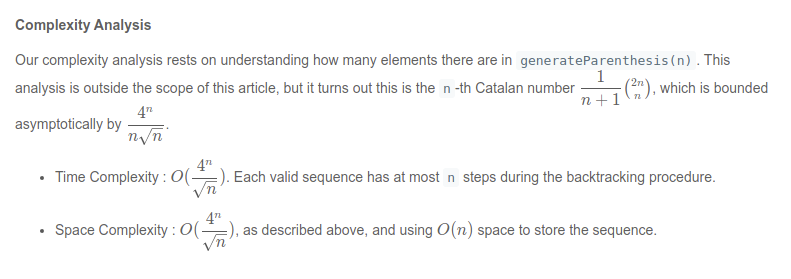 Complexity Analysis
Our complexity analysis rests on understanding how many elements there are in generateParenthesis(n) . This
analysis is outside the scope of this article, but it turns out this is the n -th Catalan number \frac{1}{n+1}\binom{2n}{n}, which is bounded
asymptotically by \frac{4^n}{n\sqrt{n}}.
• Time Complexity : O(\frac{4^n}{\sqrt{n}}). Each valid sequence has at most n steps during the backtracking procedure.
• Space Complexity : O(\frac{4^n}{\sqrt{n}}), as described above, and using O(n) space to store the sequence.